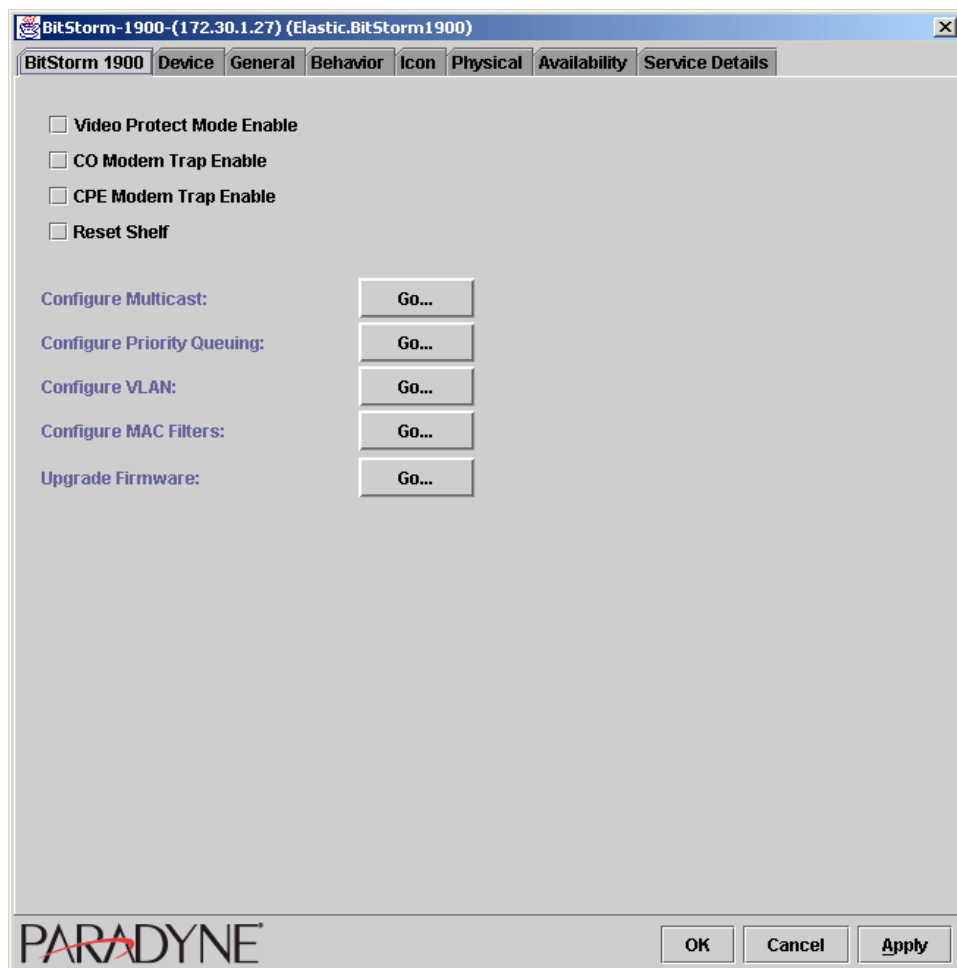 BitStorm-1900-(172.30.1.27) (Elastic.BitStorm1900)
BitStorm 1900 Device General Behavior Icon Physical Availability Service Details
Video Protect Mode Enable
CO Modem Trap Enable
CPE Modem Trap Enable
Reset Shelf
Configure Multicast: Go...
Configure Priority Queuing: Go...
Configure VLAN: Go...
Configure MAC Filters: Go...
Upgrade Firmware: Go...
PARADYNE® OK Cancel Apply